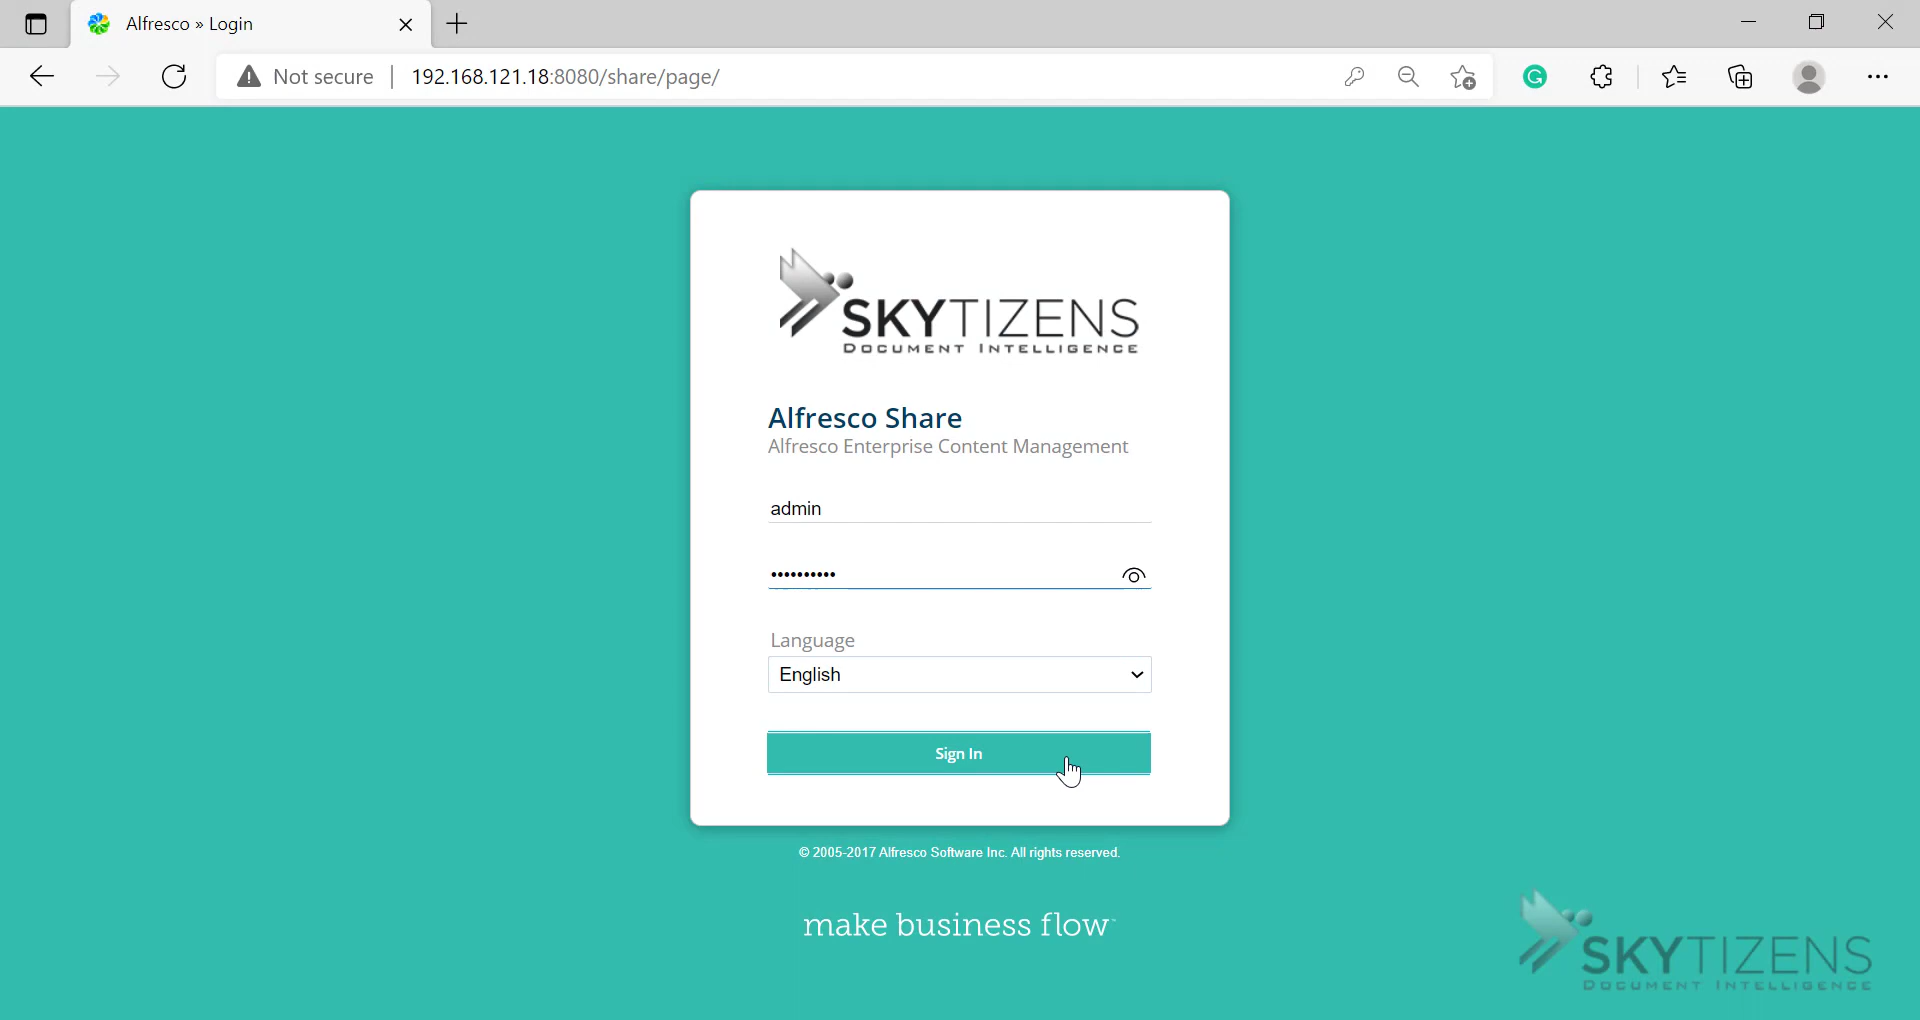 Alfresco » Login
Not secure
192.168.121.18:8080/share/page/
SKYTIZENS
DOCUMENT INTELLIGENCE
Alfresco Share
Alfresco Enterprise Content Management
admin
••••••••••
Language
English
Sign In
© 2005-2017 Alfresco Software Inc. All rights reserved.
make business flow™
SKYTIZENS
DOCUMENT INTELLIGENCE